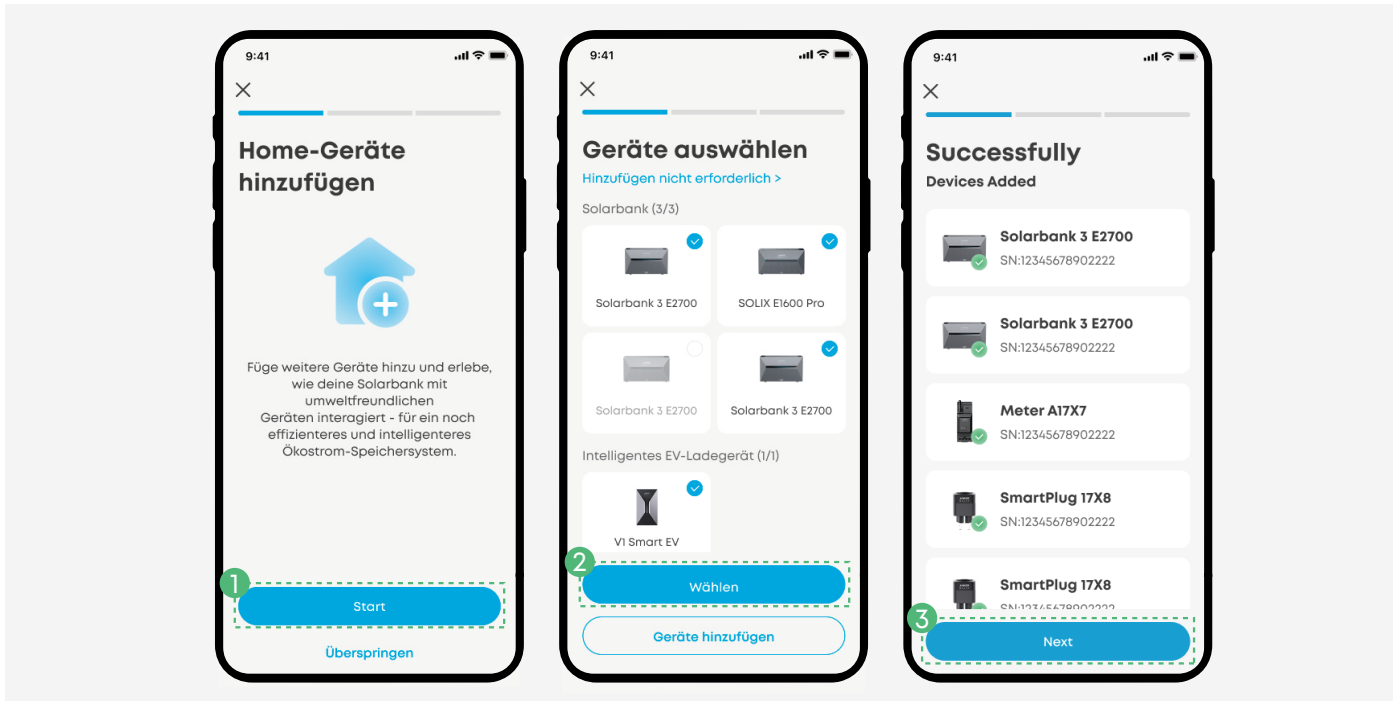 9:41
Home-Geräte
hinzufügen
Füge weitere Geräte hinzu und erlebe,
wie deine Solarbank mit
umweltfreundlichen
Geräten interagiert - für ein noch
effizienteres und intelligenteres
Ökostrom-Speichersystem.
1
Start
Überspringen
9:41
Geräte auswählen
Hinzufügen nicht erforderlich >
Solarbank (3/3)
Solarbank 3 E2700
SOLIX E1600 Pro
Solarbank 3 E2700
Solarbank 3 E2700
Intelligentes EV-Ladegerät (1/1)
V1 Smart EV
2
Wählen
Geräte hinzufügen
9:41
Successfully
Devices Added
Solarbank 3 E2700
SN:12345678902222
Solarbank 3 E2700
SN:12345678902222
Meter A17X7
SN:12345678902222
SmartPlug 17X8
SN:12345678902222
SmartPlug 17X8
SN:12345678902222
3
Next